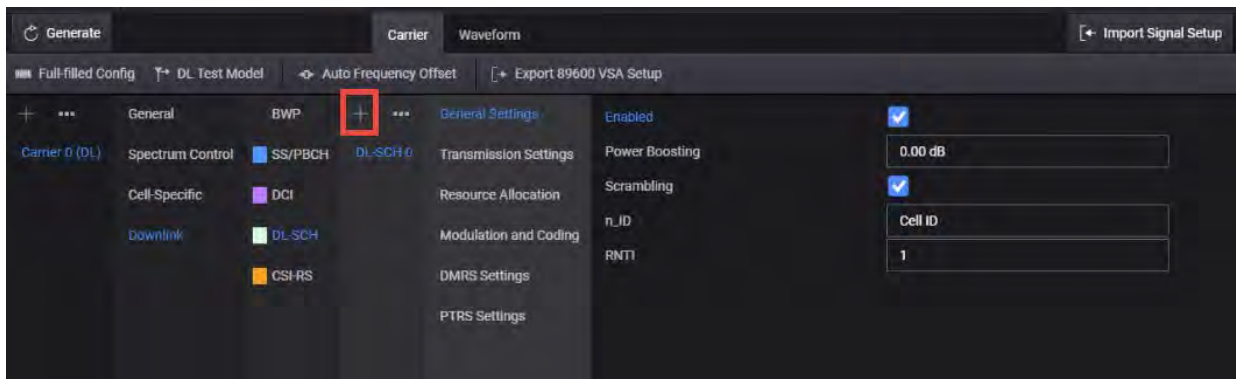 Generate Carrier Waveform Import Signal Setup
Full-filled Config DL Test Model Auto Frequency Offset Export 89600 VSA Setup
General BWP General Settings Enabled
Carrier 0 (DL) Spectrum Control SS/PBCH DL-SCH 0 Transmission Settings Power Boosting 0.00 dB
Cell-Specific DCI Resource Allocation Scrambling
Downlink DL-SCH Modulation and Coding n_ID Cell ID
RNTI 1
CSI-RS DMRS Settings
PTRS Settings